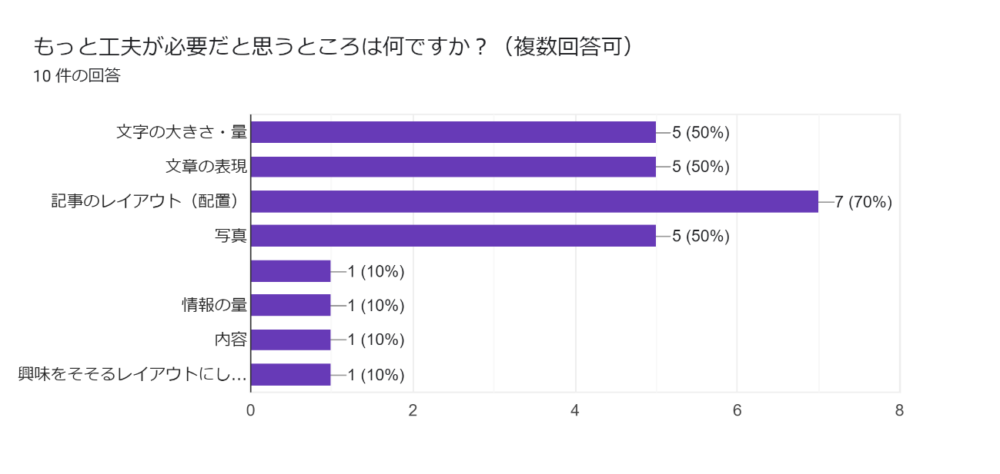 もっと工夫が必要だと思うところは何ですか？（複数回答可）
10 件の回答
文字の大きさ・量 5 (50%)
文章の表現 5 (50%)
記事のレイアウト（配置） 7 (70%)
写真 5 (50%)
1 (10%)
情報の量 1 (10%)
内容 1 (10%)
興味をそそるレイアウトにし… 1 (10%)
0 2 4 6 8